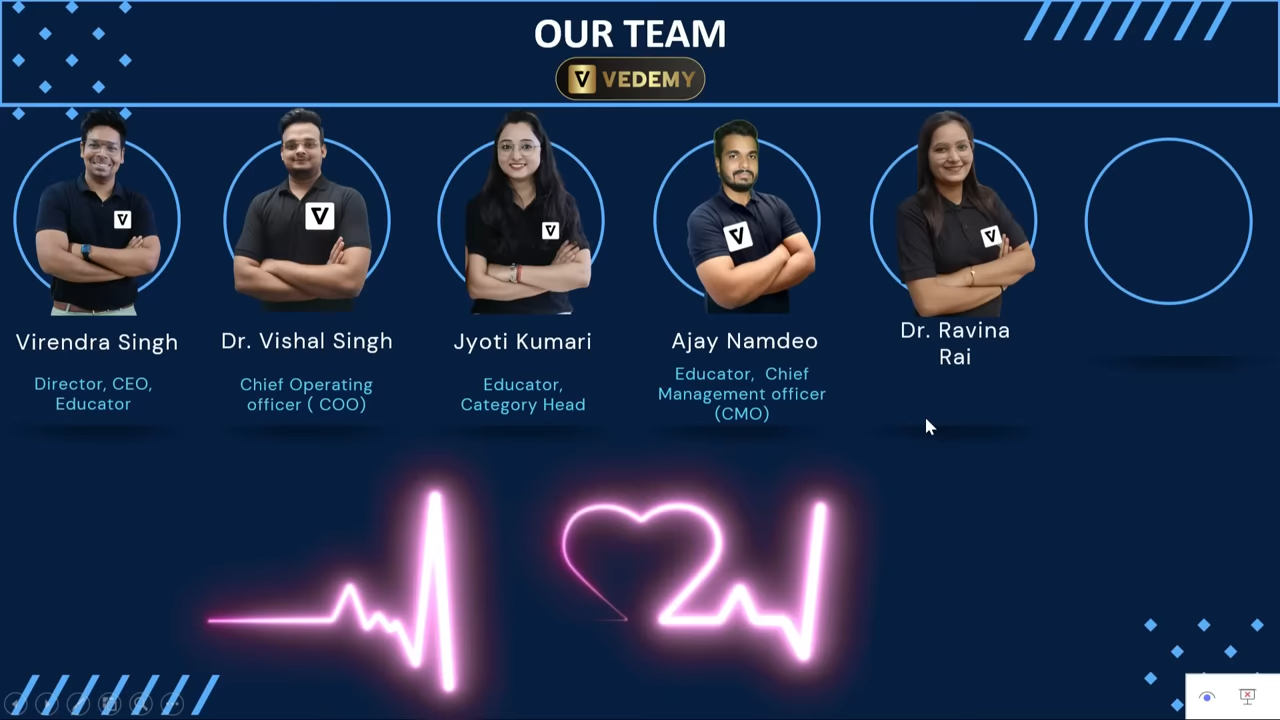 OUR TEAM
V VEDEMY
Virendra Singh
Director, CEO,
Educator
Dr. Vishal Singh
Chief Operating
officer ( COO)
Jyoti Kumari
Educator,
Category Head
Ajay Namdeo
Educator, Chief
Management officer
(CMO)
Dr. Ravina
Rai